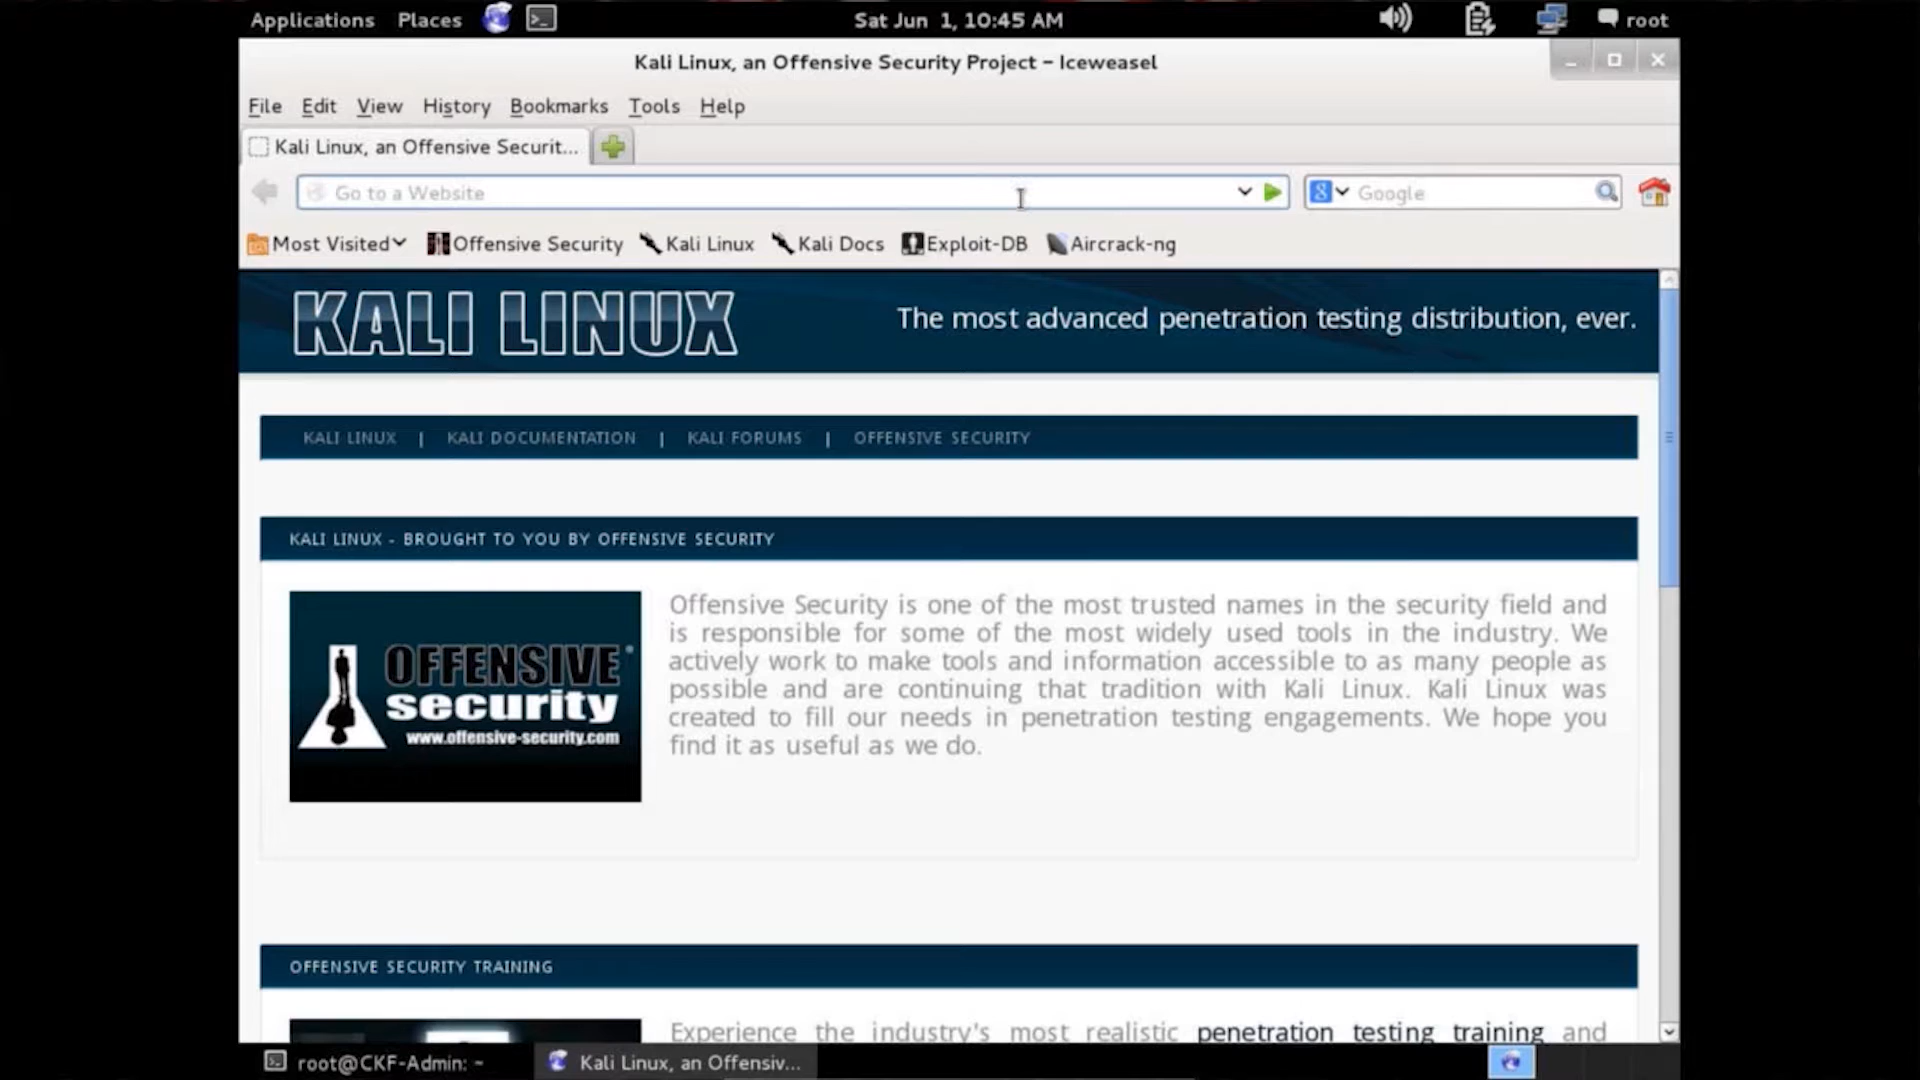 Applications Places Sat Jun 1, 10:45 AM root
Kali Linux, an Offensive Security Project - Iceweasel
File Edit View History Bookmarks Tools Help
Kali Linux, an Offensive Securit...
Go to a Website Google
Most Visited Offensive Security Kali Linux Kali Docs Exploit-DB Aircrack-ng
KALI LINUX The most advanced penetration testing distribution, ever.
KALI LINUX | KALI DOCUMENTATION | KALI FORUMS | OFFENSIVE SECURITY
KALI LINUX - BROUGHT TO YOU BY OFFENSIVE SECURITY
OFFENSIVE
security
www.offensive-security.com
Offensive Security is one of the most trusted names in the security field and
is responsible for some of the most widely used tools in the industry. We
actively work to make tools and information accessible to as many people as
possible and are continuing that tradition with Kali Linux. Kali Linux was
created to fill our needs in penetration testing engagements. We hope you
find it as useful as we do.
OFFENSIVE SECURITY TRAINING
Experience the industry's most realistic penetration testing training and
root@CKF-Admin: ~ Kali Linux, an Offensiv...